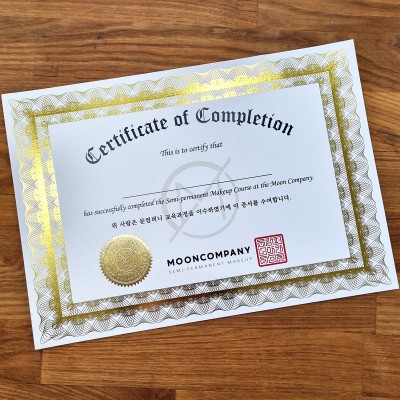 Certificate of Completion
This is to certify that
has successfully completed the Semi-permanent Makeup Course at the Moon Company.
위 사람은 문컴퍼니 교육과정을 이수하였기에 이 증서를 수여합니다.
MOONCOMPANY
SEMI-PERMANENT MAKEUP